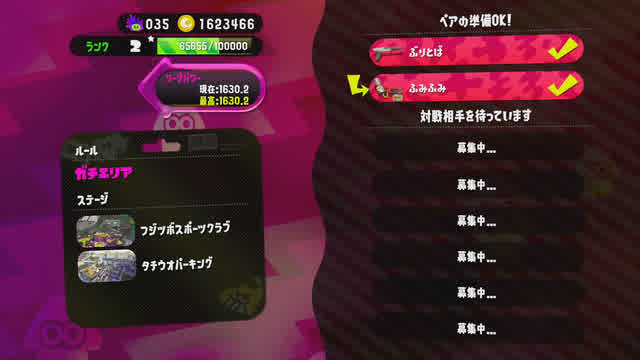 035 1623466
ランク 2 65655/100000
リーグパワー
現在:1630.2
最高:1630.2
ルール
ガチエリア
ステージ
フジツボスポーツクラブ
タチウオパーキング
ペアの準備OK!
ぷりとぱ
ふみふみ
対戦相手を待っています
募集中...
募集中...
募集中...
募集中...
募集中...
募集中...